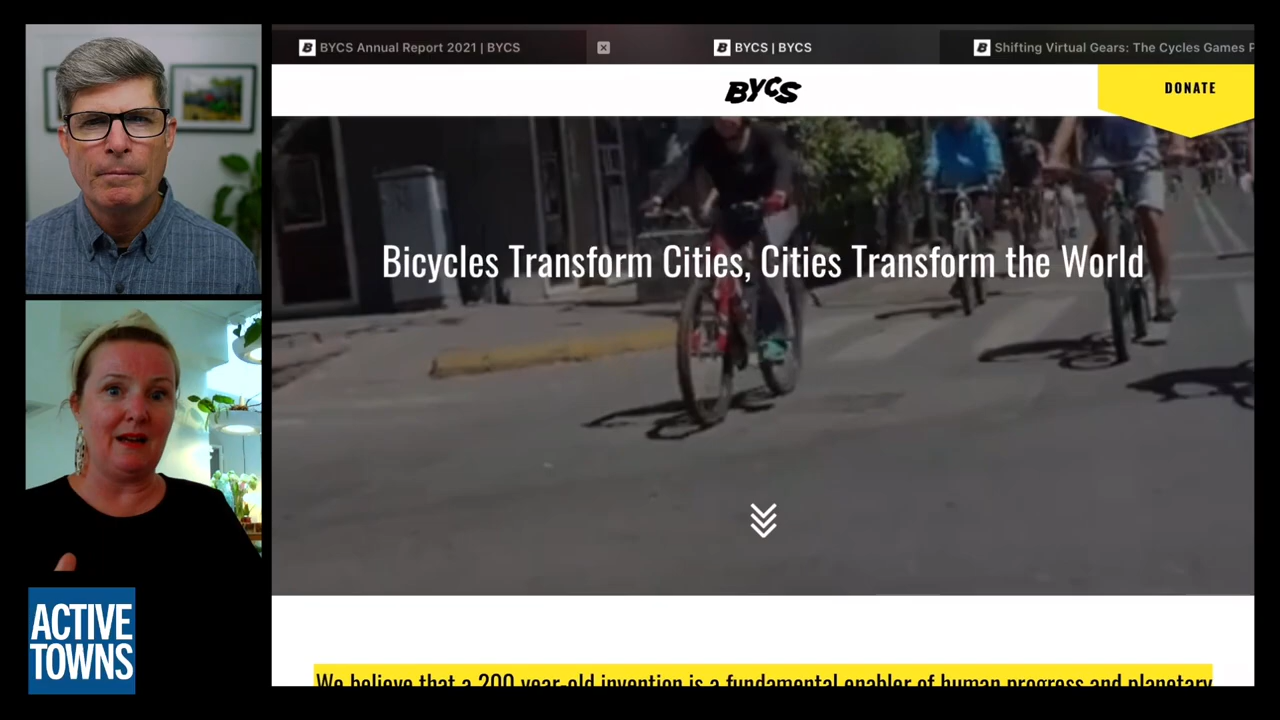 BYCS Annual Report 2021 | BYCS
BYCS | BYCS
Shifting Virtual Gears: The Cycles Games P
BYCS
DONATE
Bicycles Transform Cities, Cities Transform the World
We believe that a 200 year-old invention is a fundamental enabler of human progress and planetary
ACTIVE
TOWNS